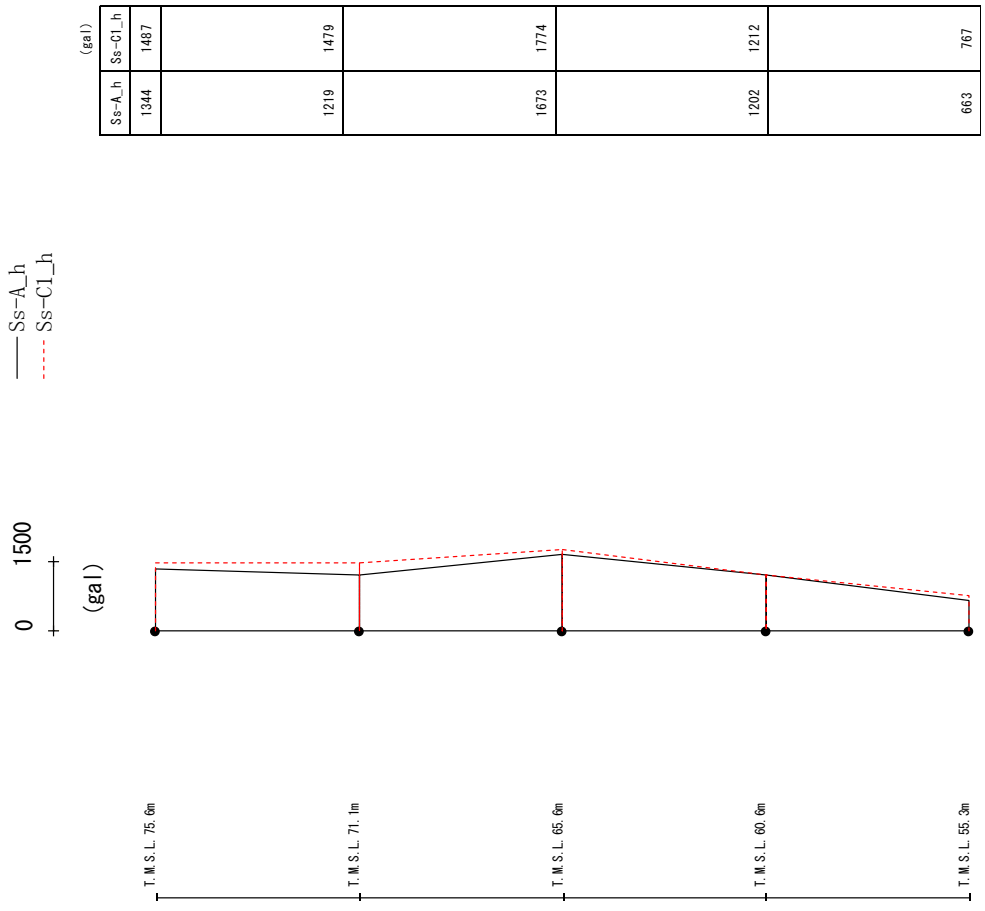 Ss-A_h
Ss-C1_h
0 1500
(gal)
(gal)
Ss-A_h Ss-C1_h
1344 1487
1219 1479
1673 1774
1202 1212
663 767
T.M.S.L. 75.6m
T.M.S.L. 71.1m
T.M.S.L. 65.6m
T.M.S.L. 60.6m
T.M.S.L. 55.3m